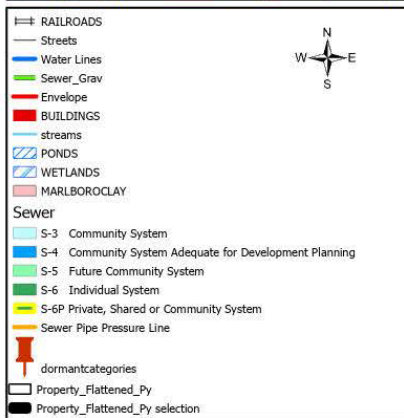 RAILROADS
Streets
Water Lines
Sewer_Grav
Envelope
BUILDINGS
streams
PONDS
WETLANDS
MARLBOROCLAY
Sewer
S-3 Community System
S-4 Community System Adequate for Development Planning
S-5 Future Community System
S-6 Individual System
S-6P Private, Shared or Community System
Sewer Pipe Pressure Line
dormantcategories
Property_Flattened_Py
Property_Flattened_Py selection
N
W E
S